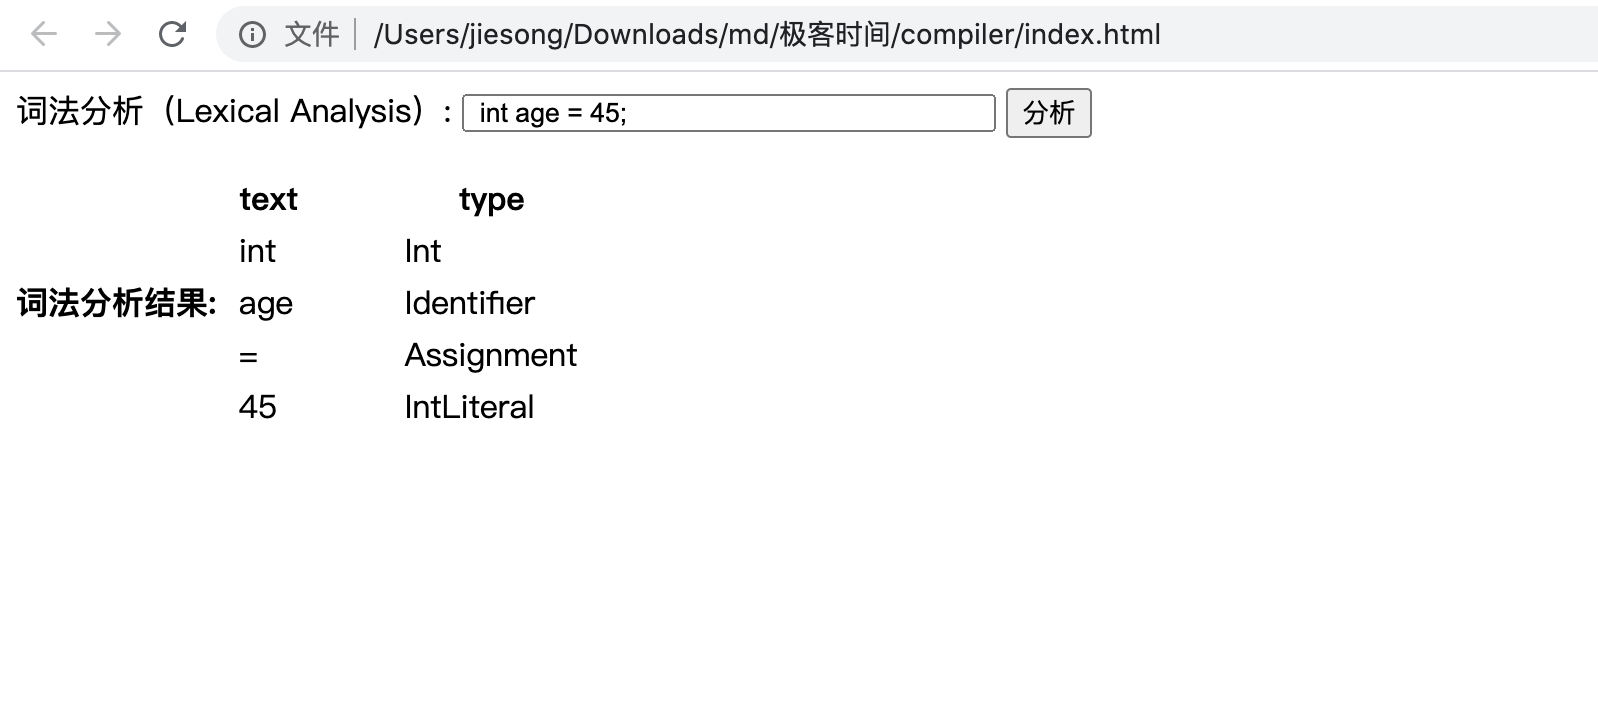 文件 /Users/jiesong/Downloads/md/极客时间/compiler/index.html
词法分析（Lexical Analysis）: int age = 45; 分析
text type
int Int
词法分析结果: age Identifier
= Assignment
45 IntLiteral